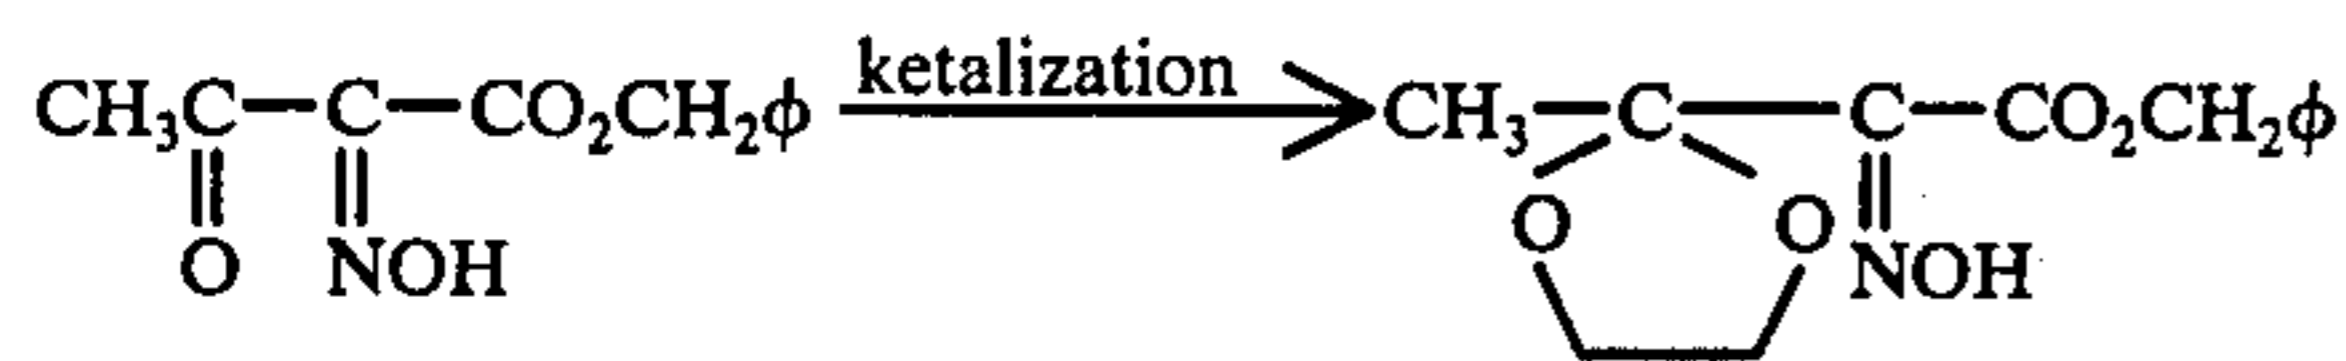 ketalization
CH₃C—C—CO₂CH₂ϕ → CH₃—C—C—CO₂CH₂ϕ
O NOH O O NOH